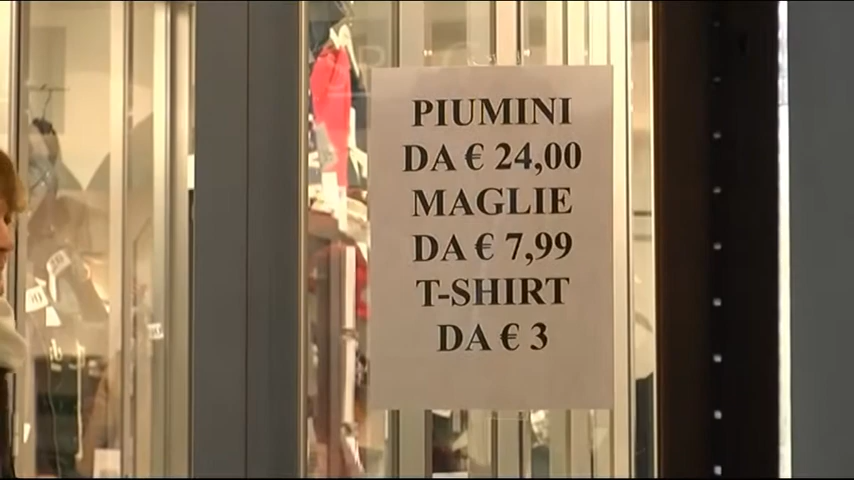 PIUMINI
DA € 24,00
MAGLIE
DA € 7,99
T-SHIRT
DA € 3